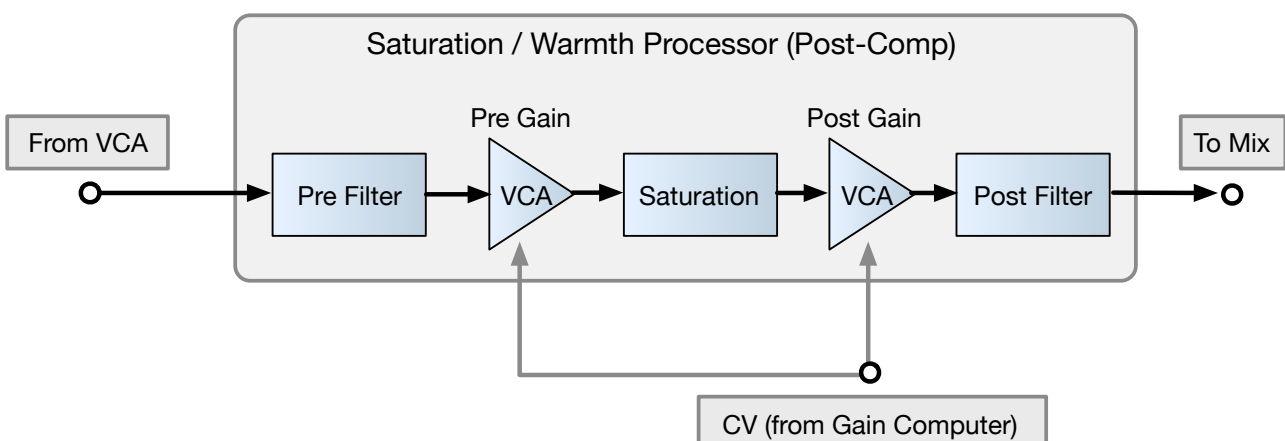 Saturation / Warmth Processor (Post-Comp)
From VCA
Pre Gain
Post Gain
To Mix
Pre Filter
VCA
Saturation
VCA
Post Filter
CV (from Gain Computer)